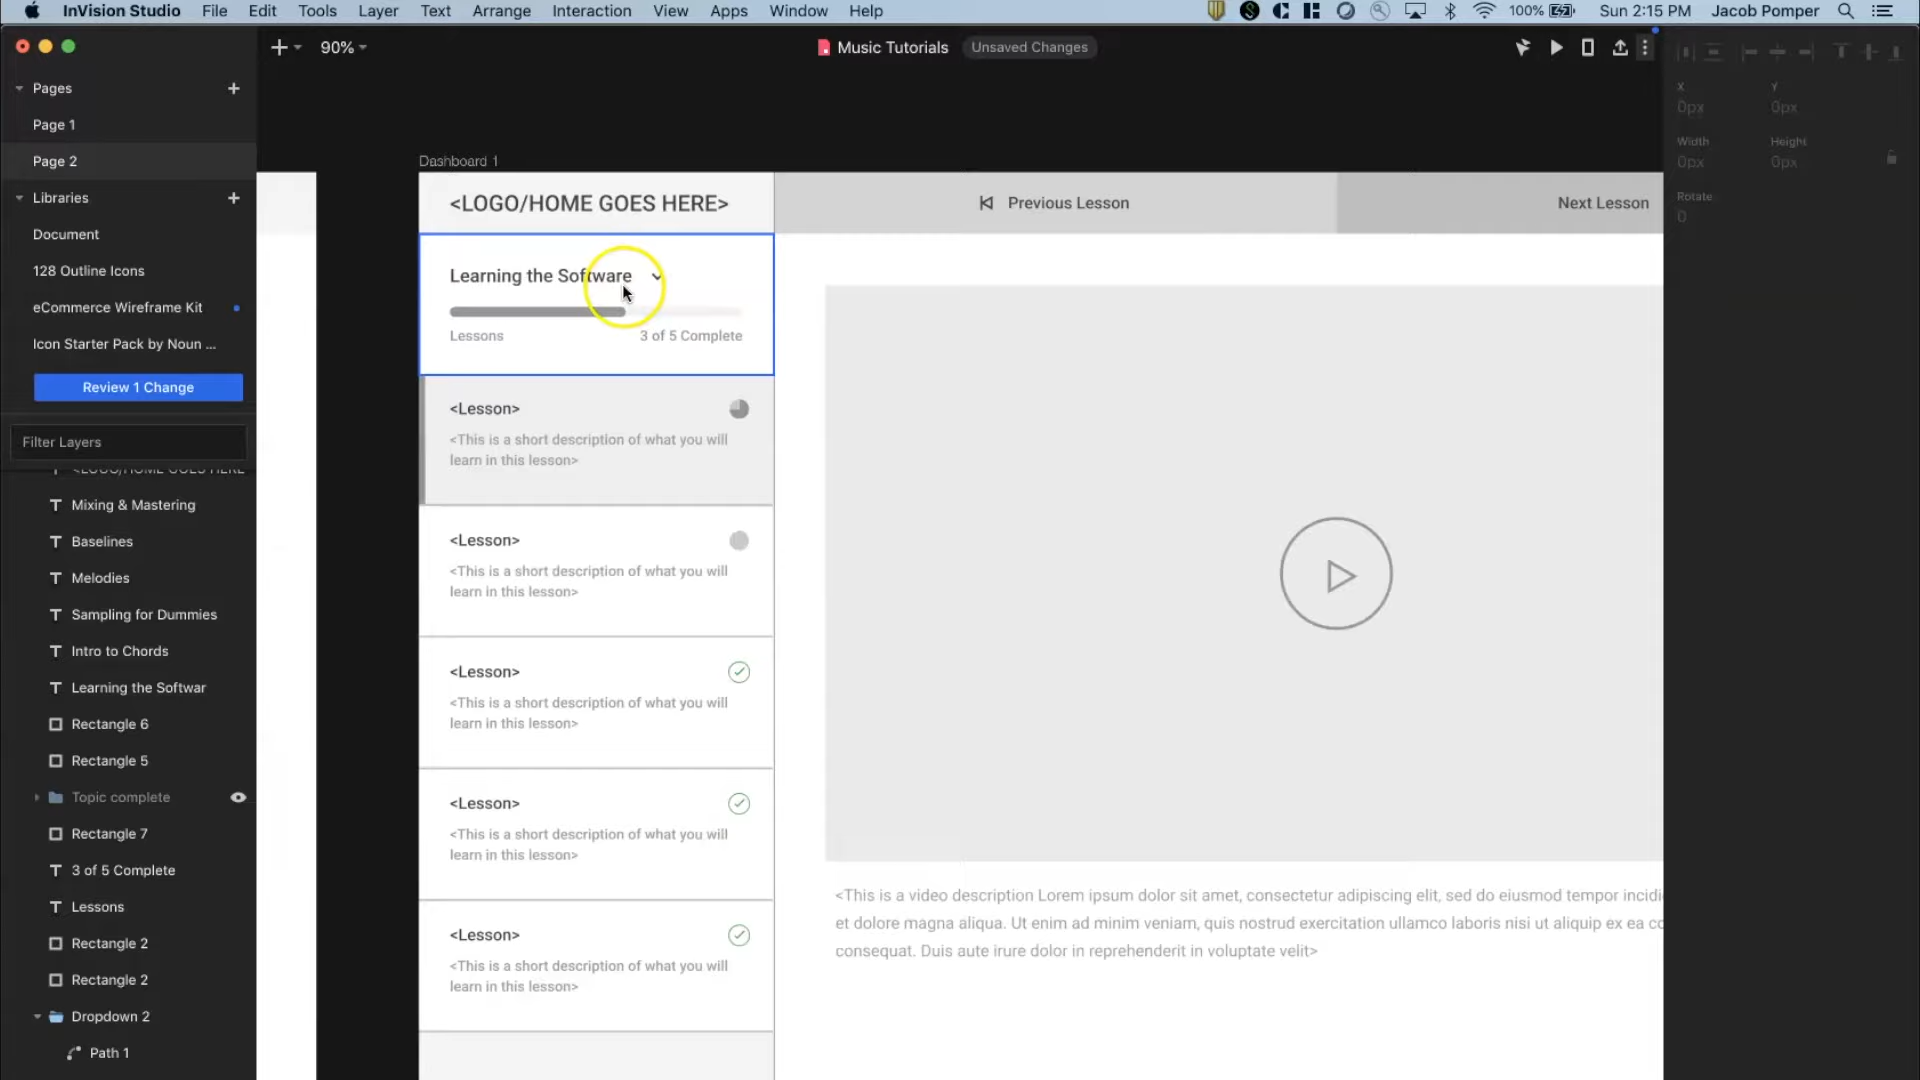 InVision Studio File Edit Tools Layer Text Arrange Interaction View Apps Window Help 100% Sun 2:15 PM Jacob Pomper
90% Music Tutorials Unsaved Changes
Pages
Page 1
Page 2
Libraries
Document
128 Outline Icons
eCommerce Wireframe Kit
Icon Starter Pack by Noun ...
Review 1 Change
Filter Layers
<LOGO/HOME GOES HERE
Mixing & Mastering
Baselines
Melodies
Sampling for Dummies
Intro to Chords
Learning the Softwar
Rectangle 6
Rectangle 5
Topic complete
Rectangle 7
3 of 5 Complete
Lessons
Rectangle 2
Rectangle 2
Dropdown 2
Path 1
Dashboard 1
<LOGO/HOME GOES HERE>
Previous Lesson
Next Lesson
Learning the Software
Lessons 3 of 5 Complete
<Lesson>
<This is a short description of what you will
learn in this lesson>
<Lesson>
<This is a short description of what you will
learn in this lesson>
<Lesson>
<This is a short description of what you will
learn in this lesson>
<Lesson>
<This is a short description of what you will
learn in this lesson>
<Lesson>
<This is a short description of what you will
learn in this lesson>
<This is a video description Lorem ipsum dolor sit amet, consectetur adipiscing elit, sed do eiusmod tempor incidi
et dolore magna aliqua. Ut enim ad minim veniam, quis nostrud exercitation ullamco laboris nisi ut aliquip ex ea co
consequat. Duis aute irure dolor in reprehenderit in voluptate velit>
X Y
0px 0px
Width Height
0px 0px
Rotate
0